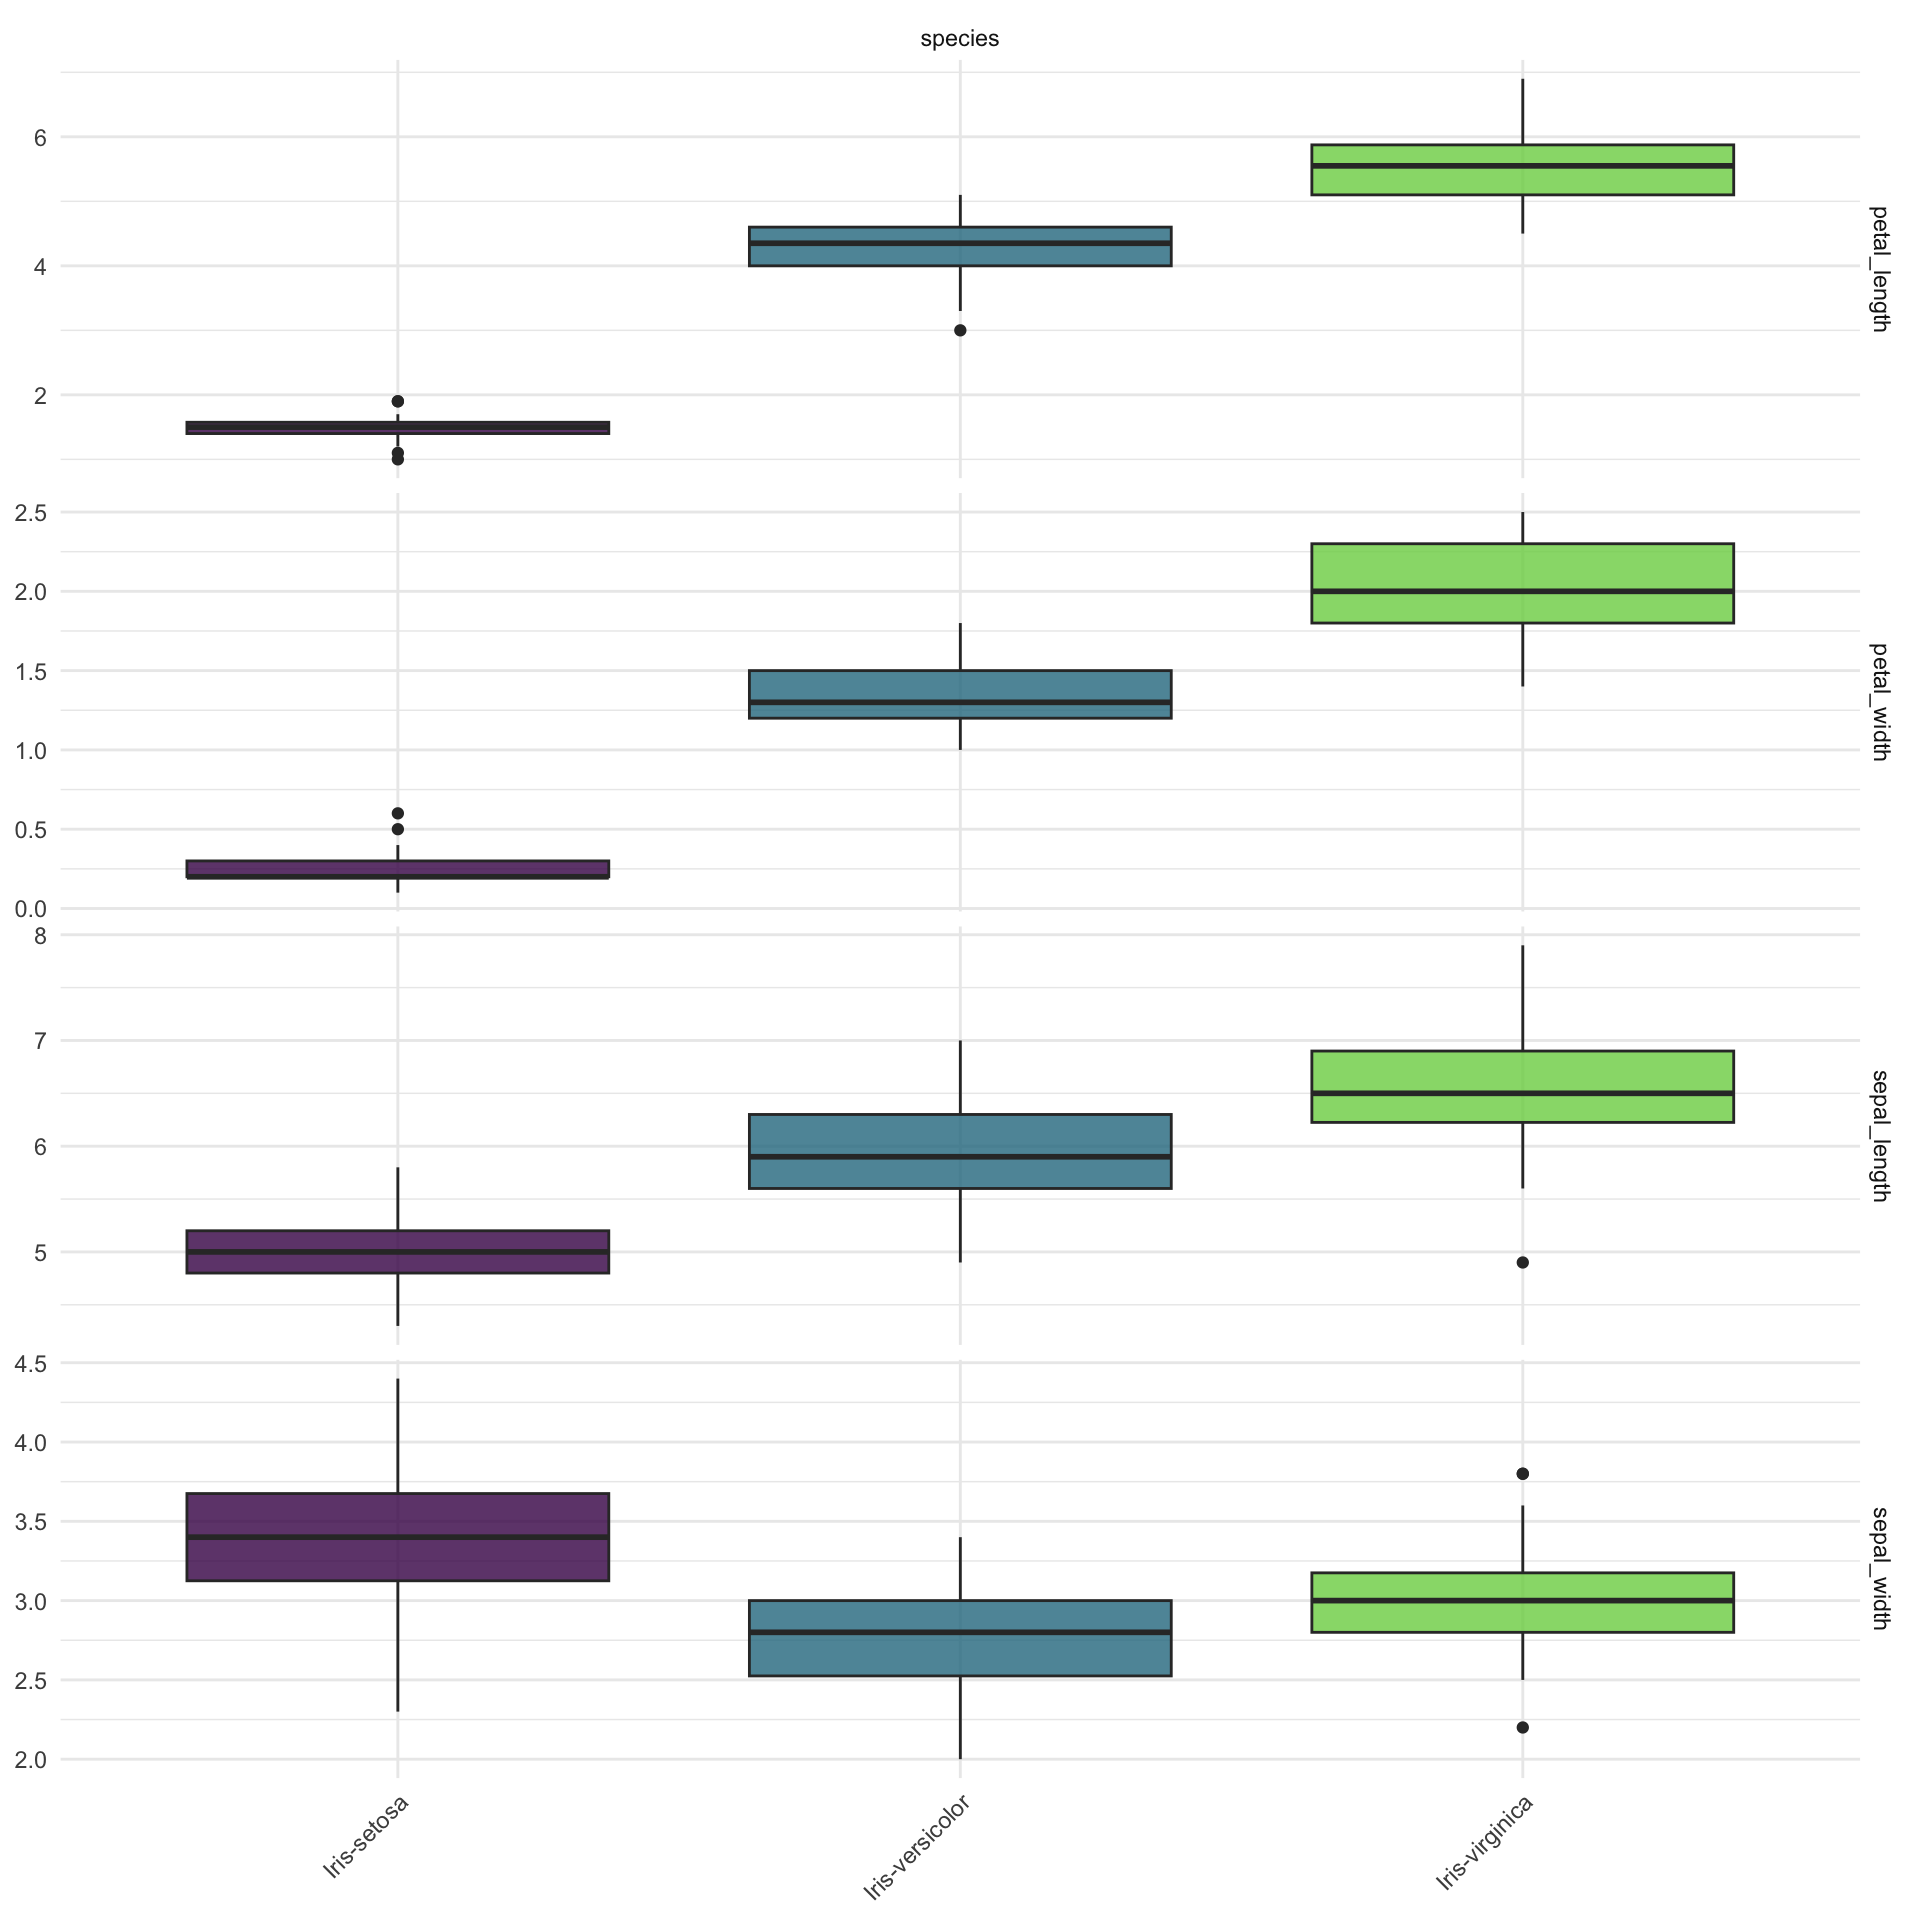 species
6
4
2
petal_length
2.5
2.0
1.5
1.0
0.5
0.0
petal_width
8
7
6
5
sepal_length
4.5
4.0
3.5
3.0
2.5
2.0
sepal_width
Iris-setosa
Iris-versicolor
Iris-virginica